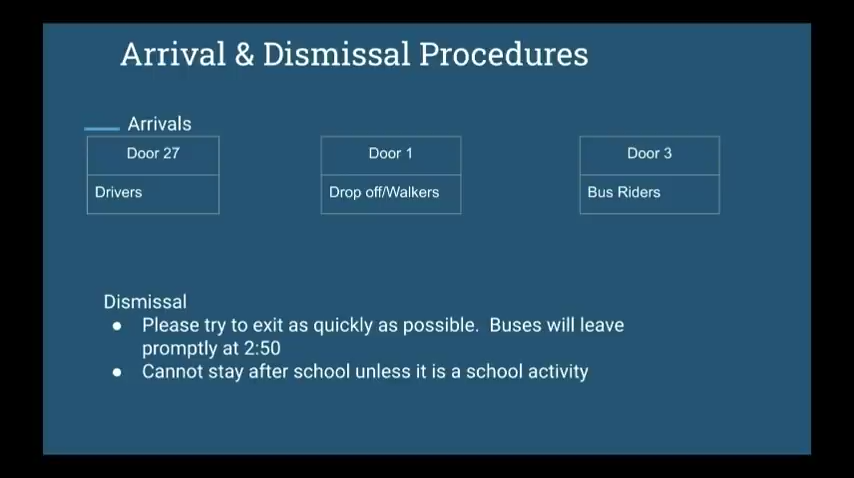 Arrival & Dismissal Procedures
Arrivals
Door 27
Drivers
Door 1
Drop off/Walkers
Door 3
Bus Riders
Dismissal
● Please try to exit as quickly as possible.  Buses will leave
promptly at 2:50
● Cannot stay after school unless it is a school activity